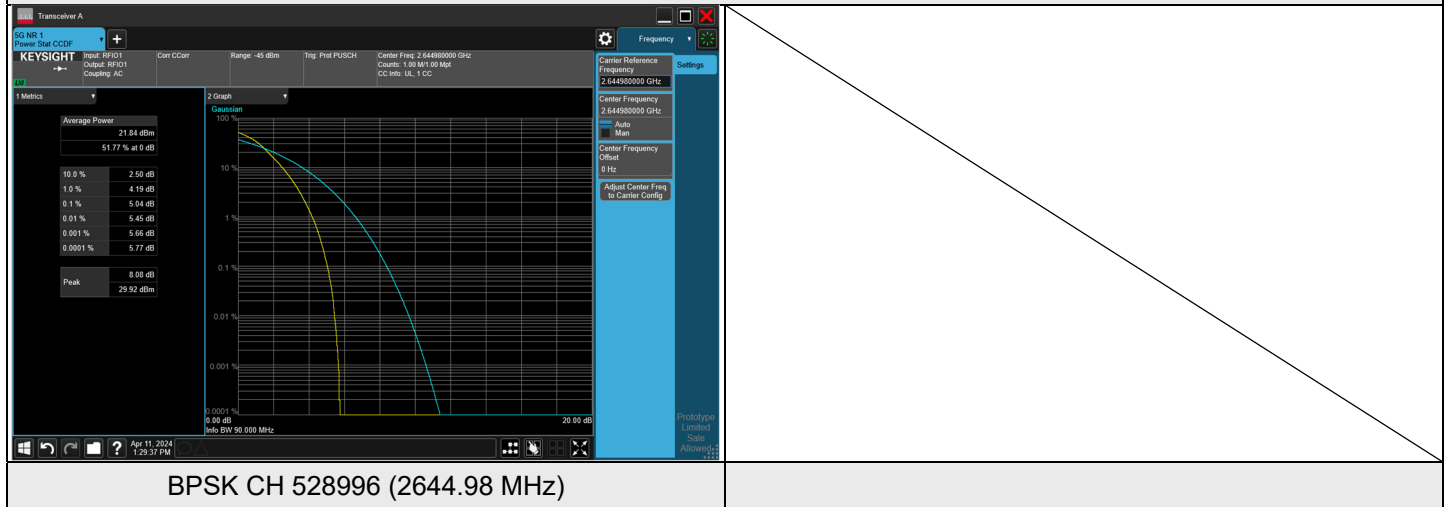 Transceiver A
5G NR 1
Power Stat CCDF
Frequency
KEYSIGHT
Input: RFIO1
Output: RFIO1
Coupling: AC
Corr CCorr
Range: -45 dBm
Trig: Prot PUSCH
Center Freq: 2.644980000 GHz
Counts: 1.00 M/1.00 Mpt
CC Info: UL, 1 CC
1 Metrics
Average Power
21.84 dBm
51.77 % at 0 dB
10.0 % 2.50 dB
1.0 % 4.19 dB
0.1 % 5.04 dB
0.01 % 5.45 dB
0.001 % 5.66 dB
0.0001 % 5.77 dB
Peak
8.08 dB
29.92 dBm
2 Graph
Gaussian
100 %
10 %
1 %
0.1 %
0.01 %
0.001 %
0.0001 %
0.00 dB
20.00 dB
Info BW 90.000 MHz
Carrier Reference
Frequency
2.644980000 GHz
Center Frequency
2.644980000 GHz
Auto
Man
Center Frequency
Offset
0 Hz
Adjust Center Freq
to Carrier Config
Settings
Prototype
Limited
Sale
Allowed
?
Apr 11, 2024
1:29:37 PM
BPSK CH 528996 (2644.98 MHz)